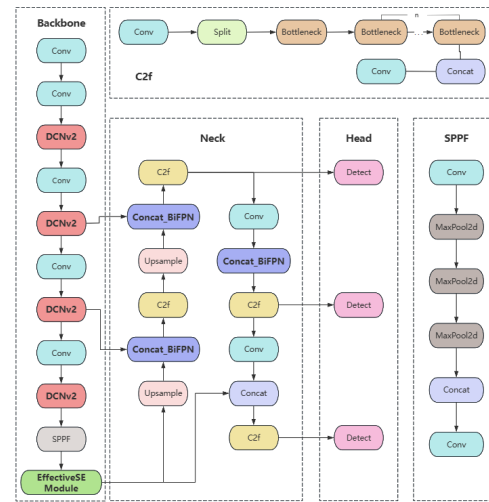 Backbone
Conv
Conv
DCNv2
Conv
DCNv2
Conv
DCNv2
Conv
DCNv2
SPPF
EffectiveSE
Module
n
Conv
Split
Bottleneck
Bottleneck
...
Bottleneck
Conv
Concat
C2f
Neck
C2f
Concat_BiFPN
Upsample
C2f
Concat_BiFPN
Upsample
Conv
Concat_BiFPN
C2f
Conv
Concat
C2f
Head
Detect
Detect
Detect
SPPF
Conv
MaxPool2d
MaxPool2d
MaxPool2d
Concat
Conv